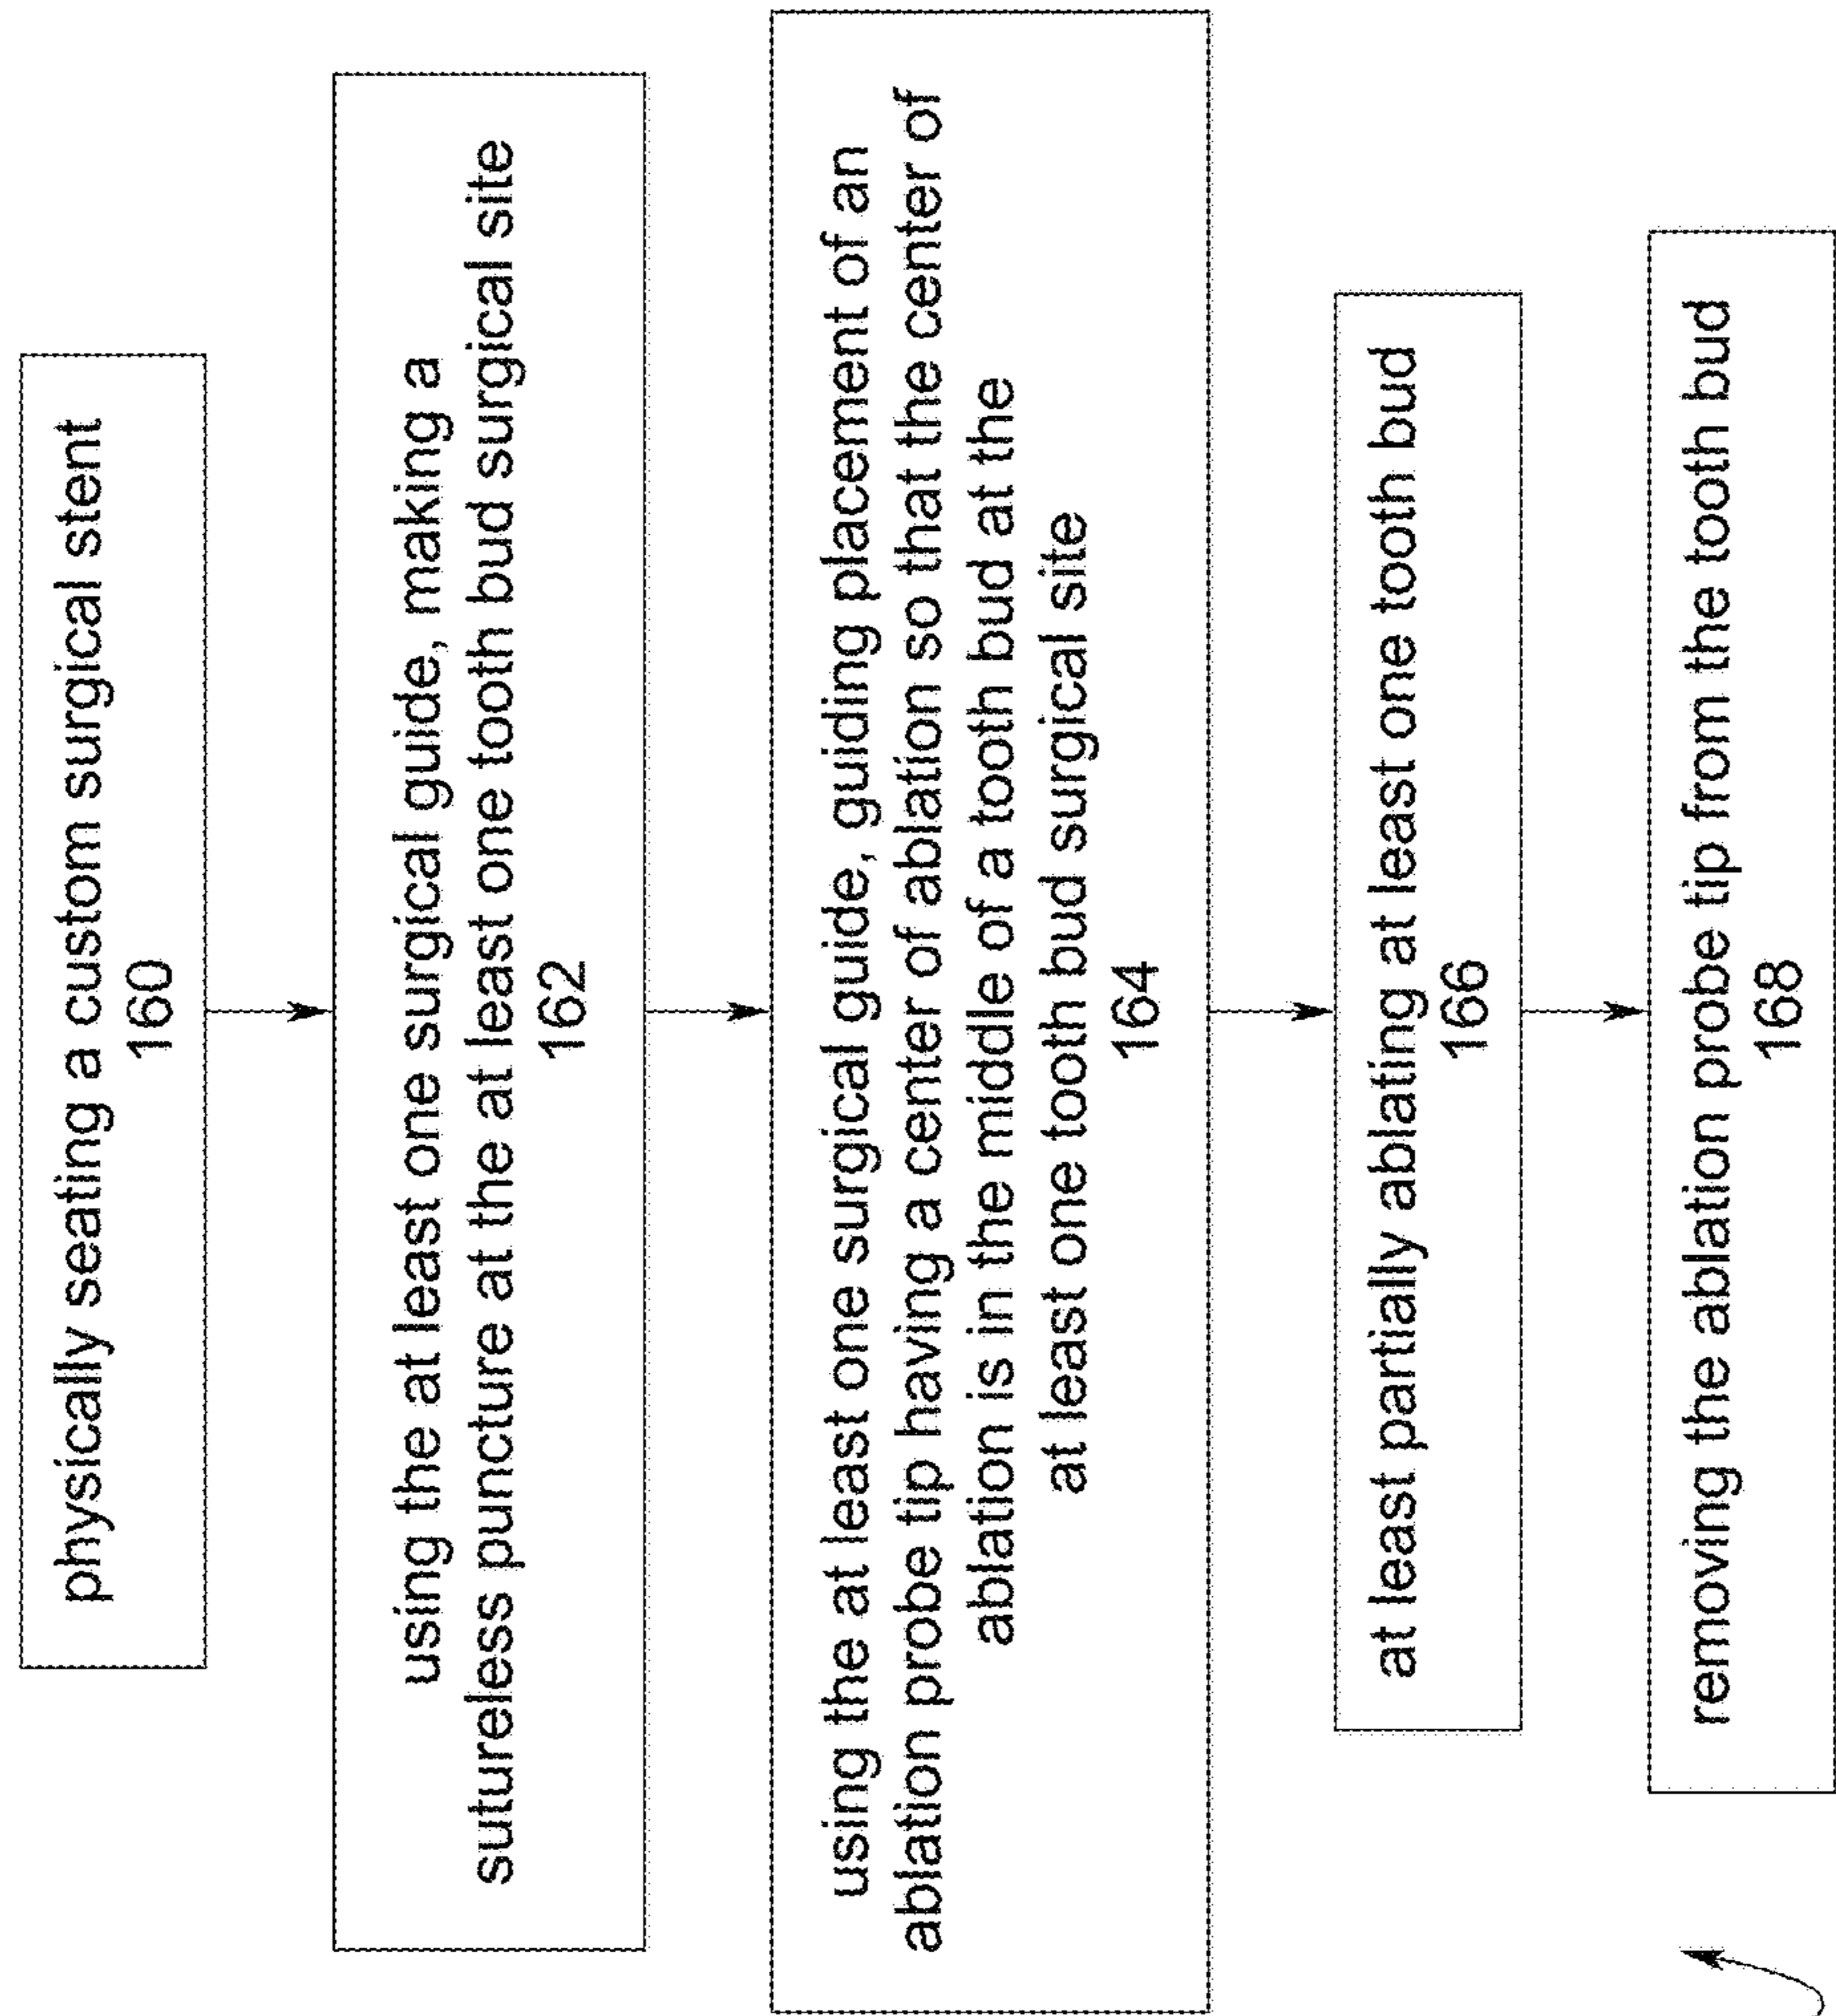 physically seating a custom surgical stent
160
using the at least one surgical guide, making a
sutureless puncture at the at least one tooth bud surgical site
162
using the at least one surgical guide, guiding placement of an
ablation probe tip having a center of ablation so that the center of
ablation is in the middle of a tooth bud at the
at least one tooth bud surgical site
164
at least partially ablating at least one tooth bud
166
removing the ablation probe tip from the tooth bud
168